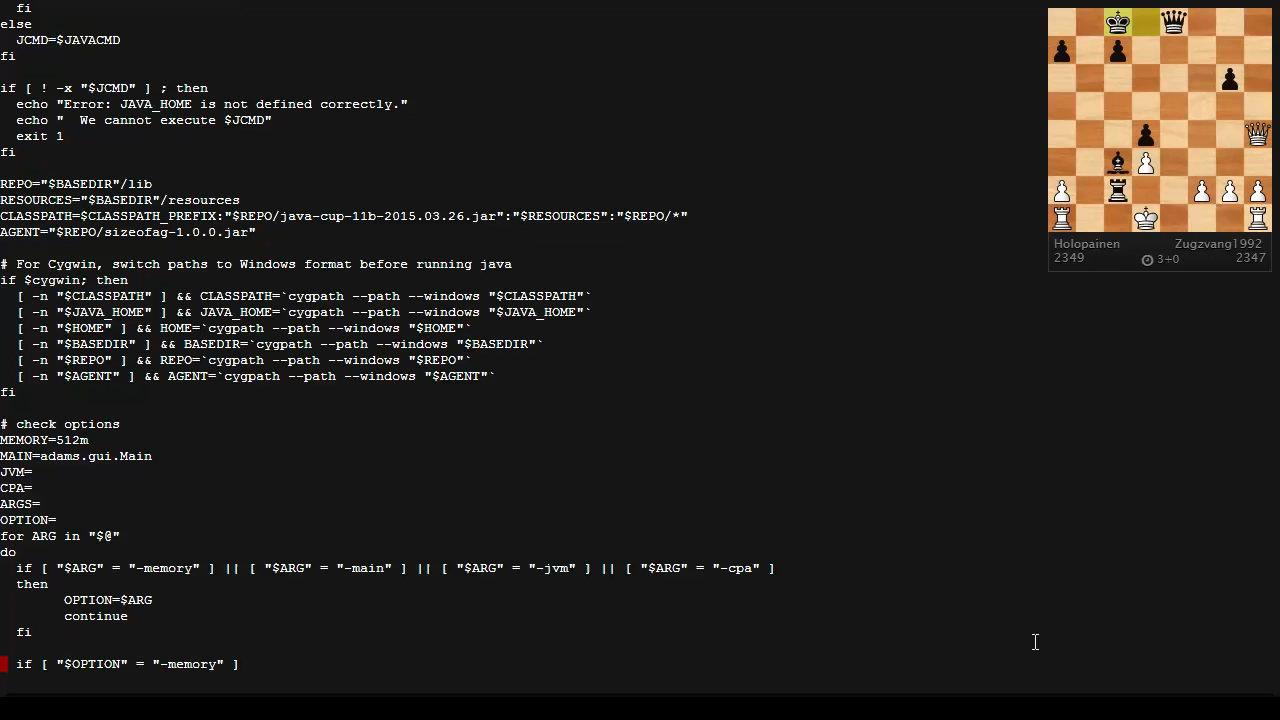 fi
else
  JCMD=$JAVACMD
fi

if [ ! -x "$JCMD" ] ; then
  echo "Error: JAVA_HOME is not defined correctly."
  echo "  We cannot execute $JCMD"
  exit 1
fi

REPO="$BASEDIR"/lib
RESOURCES="$BASEDIR"/resources
CLASSPATH=$CLASSPATH_PREFIX:"$REPO/java-cup-11b-2015.03.26.jar":"$RESOURCES":"$REPO/*"
AGENT="$REPO/sizeofag-1.0.0.jar"

# For Cygwin, switch paths to Windows format before running java
if $cygwin; then
  [ -n "$CLASSPATH" ] && CLASSPATH=`cygpath --path --windows "$CLASSPATH"`
  [ -n "$JAVA_HOME" ] && JAVA_HOME=`cygpath --path --windows "$JAVA_HOME"`
  [ -n "$HOME" ] && HOME=`cygpath --path --windows "$HOME"`
  [ -n "$BASEDIR" ] && BASEDIR=`cygpath --path --windows "$BASEDIR"`
  [ -n "$REPO" ] && REPO=`cygpath --path --windows "$REPO"`
  [ -n "$AGENT" ] && AGENT=`cygpath --path --windows "$AGENT"`
fi

# check options
MEMORY=512m
MAIN=adams.gui.Main
JVM=
CPA=
ARGS=
OPTION=
for ARG in "$@"
do
  if [ "$ARG" = "-memory" ] || [ "$ARG" = "-main" ] || [ "$ARG" = "-jvm" ] || [ "$ARG" = "-cpa" ]
  then
        OPTION=$ARG
        continue
  fi

  if [ "$OPTION" = "-memory" ]
Holopainen Zugzvang1992
2349 3+0 2347